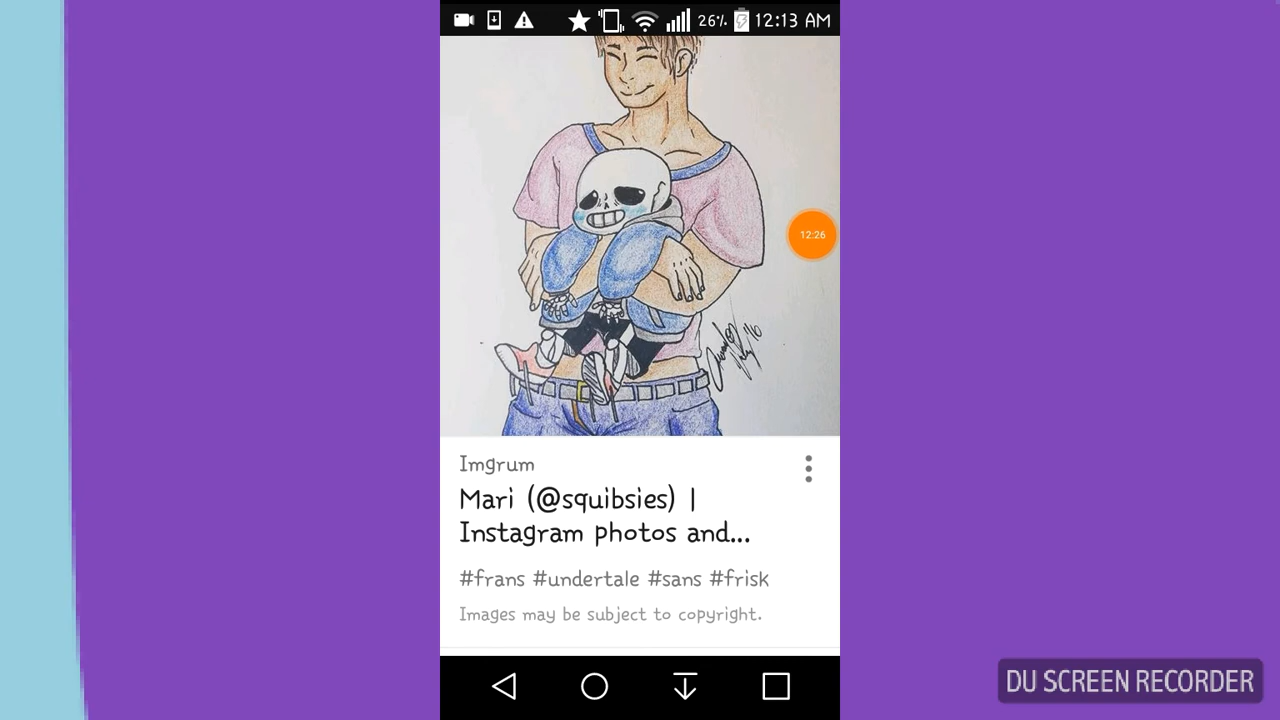 26% 12:13 AM
12:26
Imgrum
Mari (@squibsies) |
Instagram photos and...
#frans #undertale #sans #frisk
Images may be subject to copyright.
DU SCREEN RECORDER